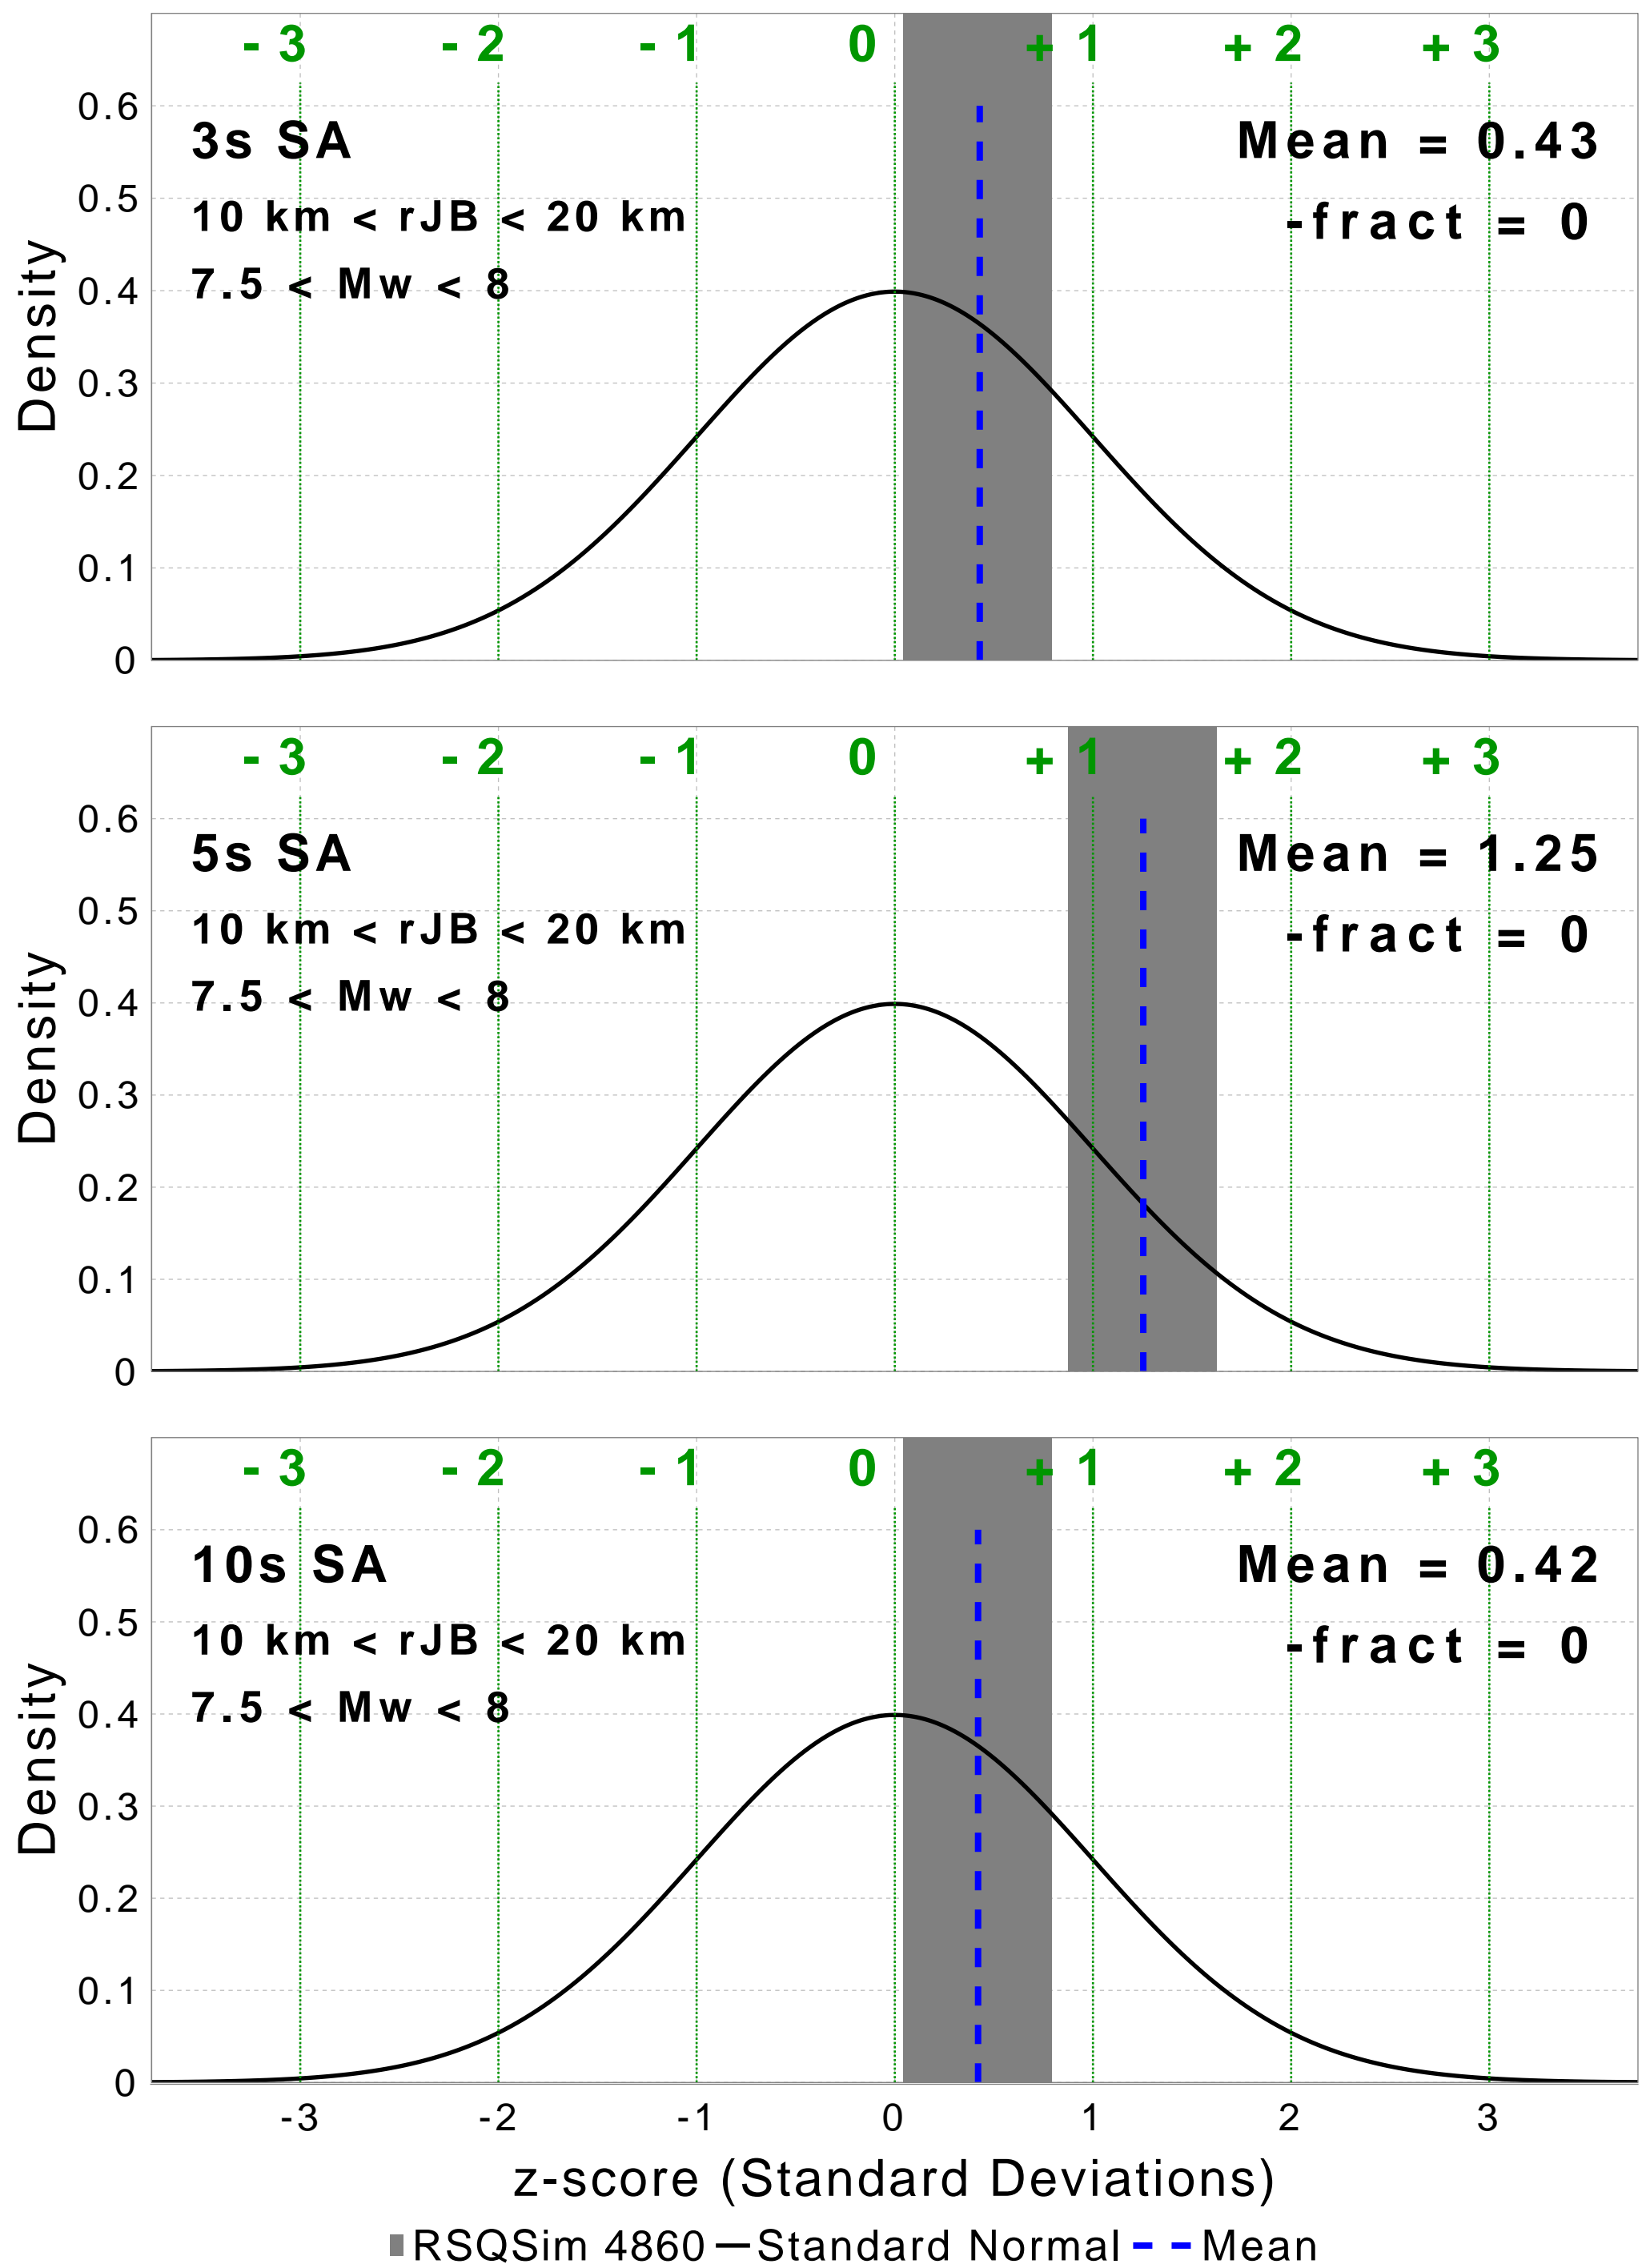 - 3 - 2 - 1 0 + 1 + 2 + 3
0.6
3s SA
Mean = 0.43
0.5
10 km < rJB < 20 km
-fract = 0
7.5 < Mw < 8
0.4
0.3
0.2
0.1
0
Density
- 3 - 2 - 1 0 + 1 + 2 + 3
0.6
5s SA
Mean = 1.25
0.5
10 km < rJB < 20 km
-fract = 0
7.5 < Mw < 8
0.4
0.3
0.2
0.1
0
Density
- 3 - 2 - 1 0 + 1 + 2 + 3
0.6
10s SA
Mean = 0.42
0.5
10 km < rJB < 20 km
-fract = 0
7.5 < Mw < 8
0.4
0.3
0.2
0.1
0
Density
-3 -2 -1 0 1 2 3
z-score (Standard Deviations)
RSQSim 4860 Standard Normal Mean